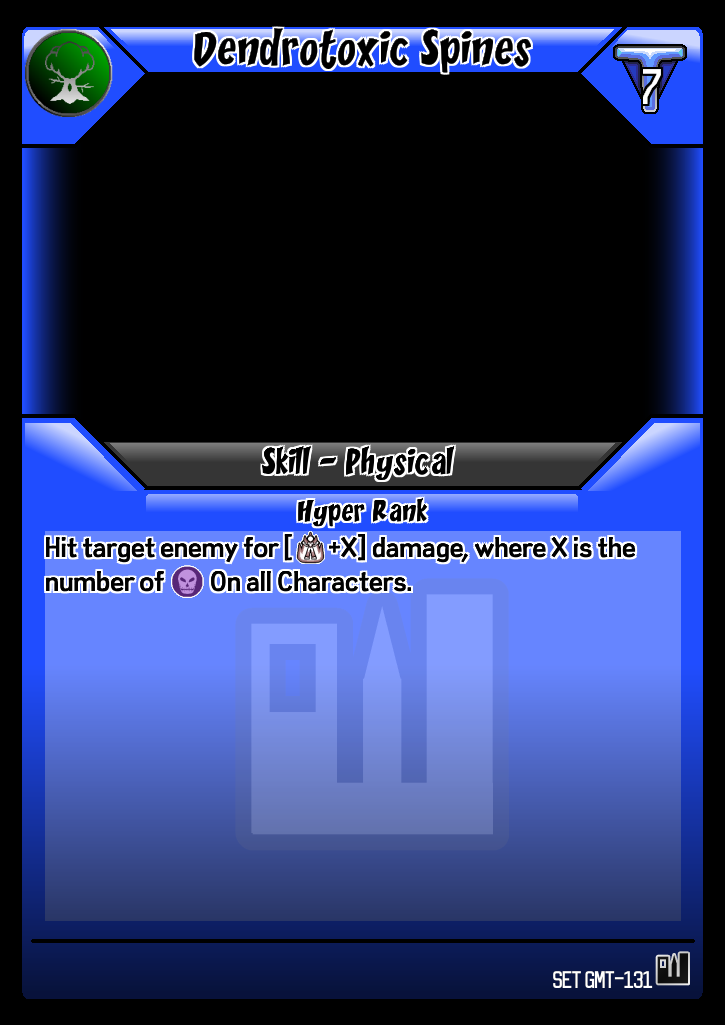 Dendrotoxic Spines
7
Skill - Physical
Hyper Rank
Hit target enemy for [ +X] damage, where X is the
number of On all Characters.
SET GMT-131